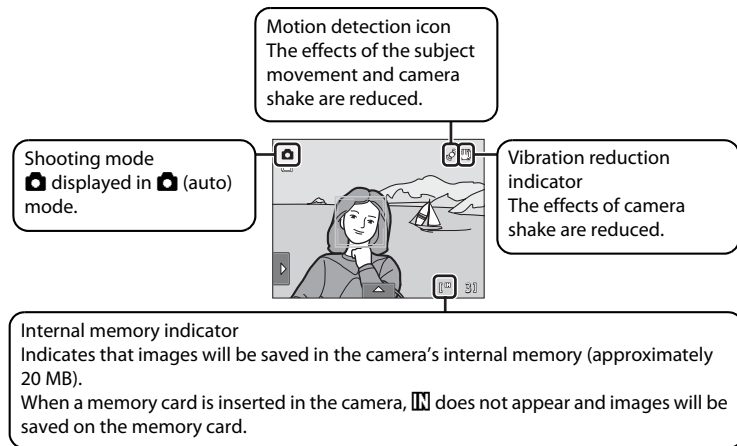 Motion detection icon
The effects of the subject
movement and camera
shake are reduced.
Shooting mode
displayed in (auto)
mode.
Vibration reduction
indicator
The effects of camera
shake are reduced.
Internal memory indicator
Indicates that images will be saved in the camera’s internal memory (approximately
20 MB).
When a memory card is inserted in the camera, IN does not appear and images will be
saved on the memory card.